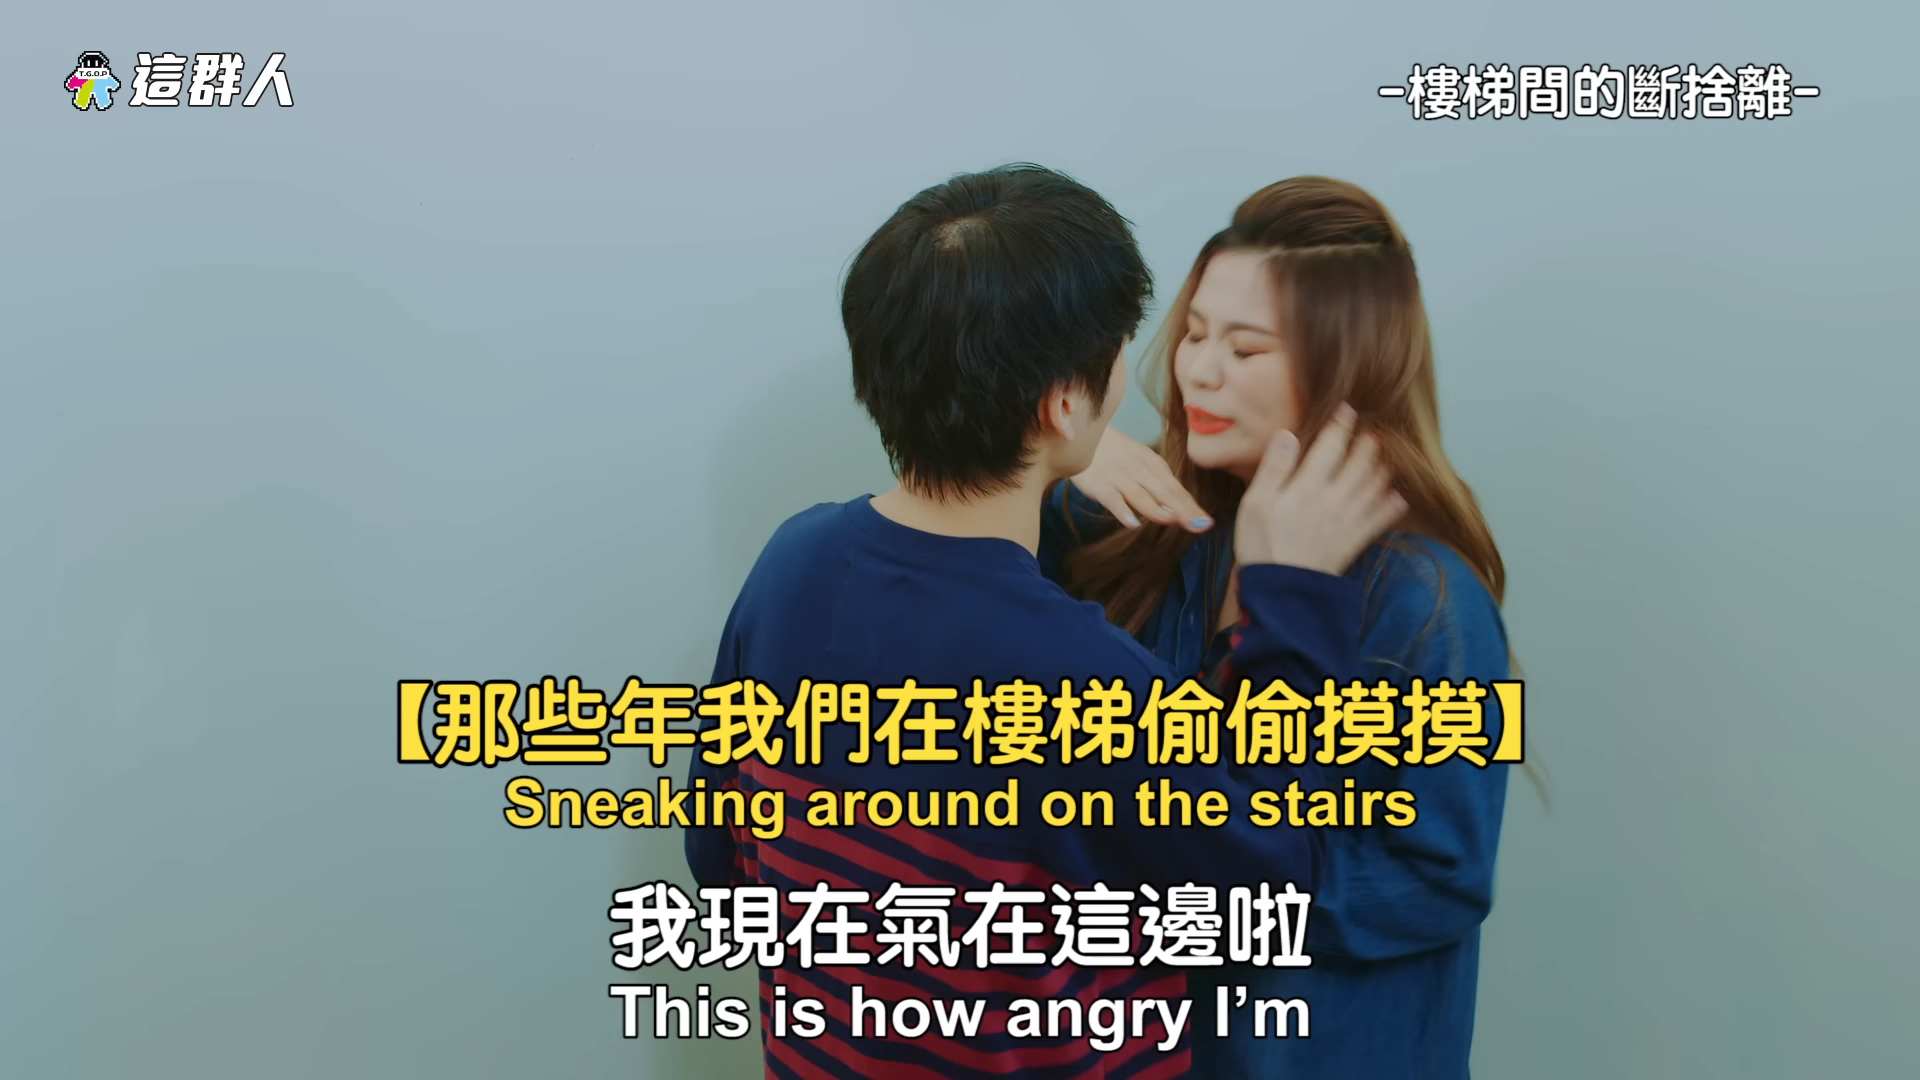 T.G.O.P
這群人
-樓梯間的斷捨離-
【那些年我們在樓梯偷偷摸摸】
Sneaking around on the stairs
我現在氣在這邊啦
This is how angry I’m